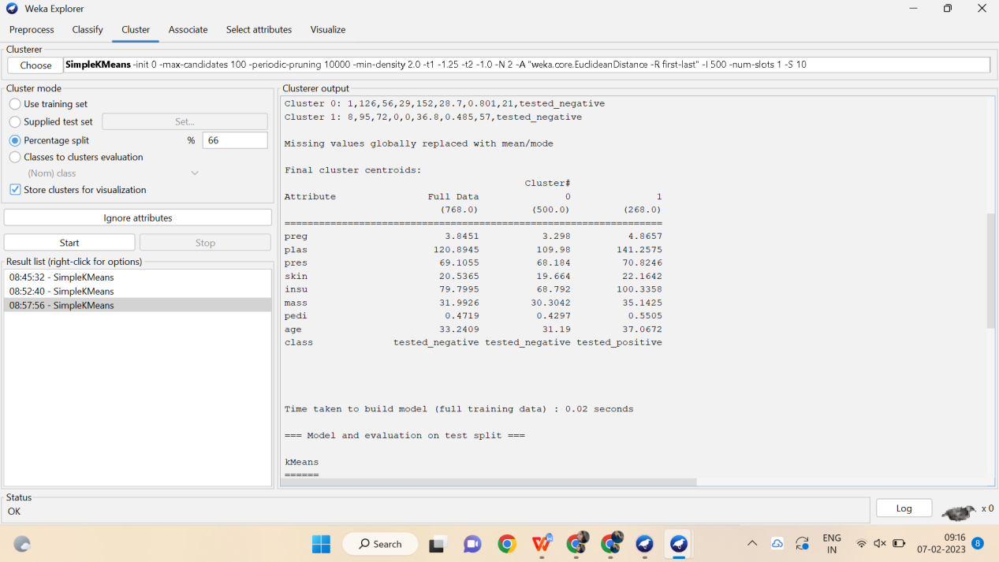 Weka Explorer
Preprocess Classify Cluster Associate Select attributes Visualize
Clusterer
Choose SimpleKMeans -init 0 -max-candidates 100 -periodic-pruning 10000 -min-density 2.0 -t1 -1.25 -t2 -1.0 -N 2 -A "weka.core.EuclideanDistance -R first-last" -I 500 -num-slots 1 -S 10
Cluster mode
Use training set
Supplied test set Set...
Percentage split % 66
Classes to clusters evaluation
(Nom) class
Store clusters for visualization
Ignore attributes
Start Stop
Result list (right-click for options)
08:45:32 - SimpleKMeans
08:52:40 - SimpleKMeans
08:57:56 - SimpleKMeans
Clusterer output
Cluster 0: 1,126,56,29,152,28.7,0.801,21,tested_negative
Cluster 1: 8,95,72,0,0,36.8,0.485,57,tested_negative
Missing values globally replaced with mean/mode
Final cluster centroids:
Cluster#
Attribute Full Data 0 1
(768.0) (500.0) (268.0)
==================================================================
preg 3.8451 3.298 4.8657
plas 120.8945 109.98 141.2575
pres 69.1055 68.184 70.8246
skin 20.5365 19.664 22.1642
insu 79.7995 68.792 100.3358
mass 31.9926 30.3042 35.1425
pedi 0.4719 0.4297 0.5505
age 33.2409 31.19 37.0672
class tested_negative tested_negative tested_positive
Time taken to build model (full training data) : 0.02 seconds
=== Model and evaluation on test split ===
kMeans
======
Status
OK
Log x 0
Search
ENG
IN
09:16
07-02-2023
8